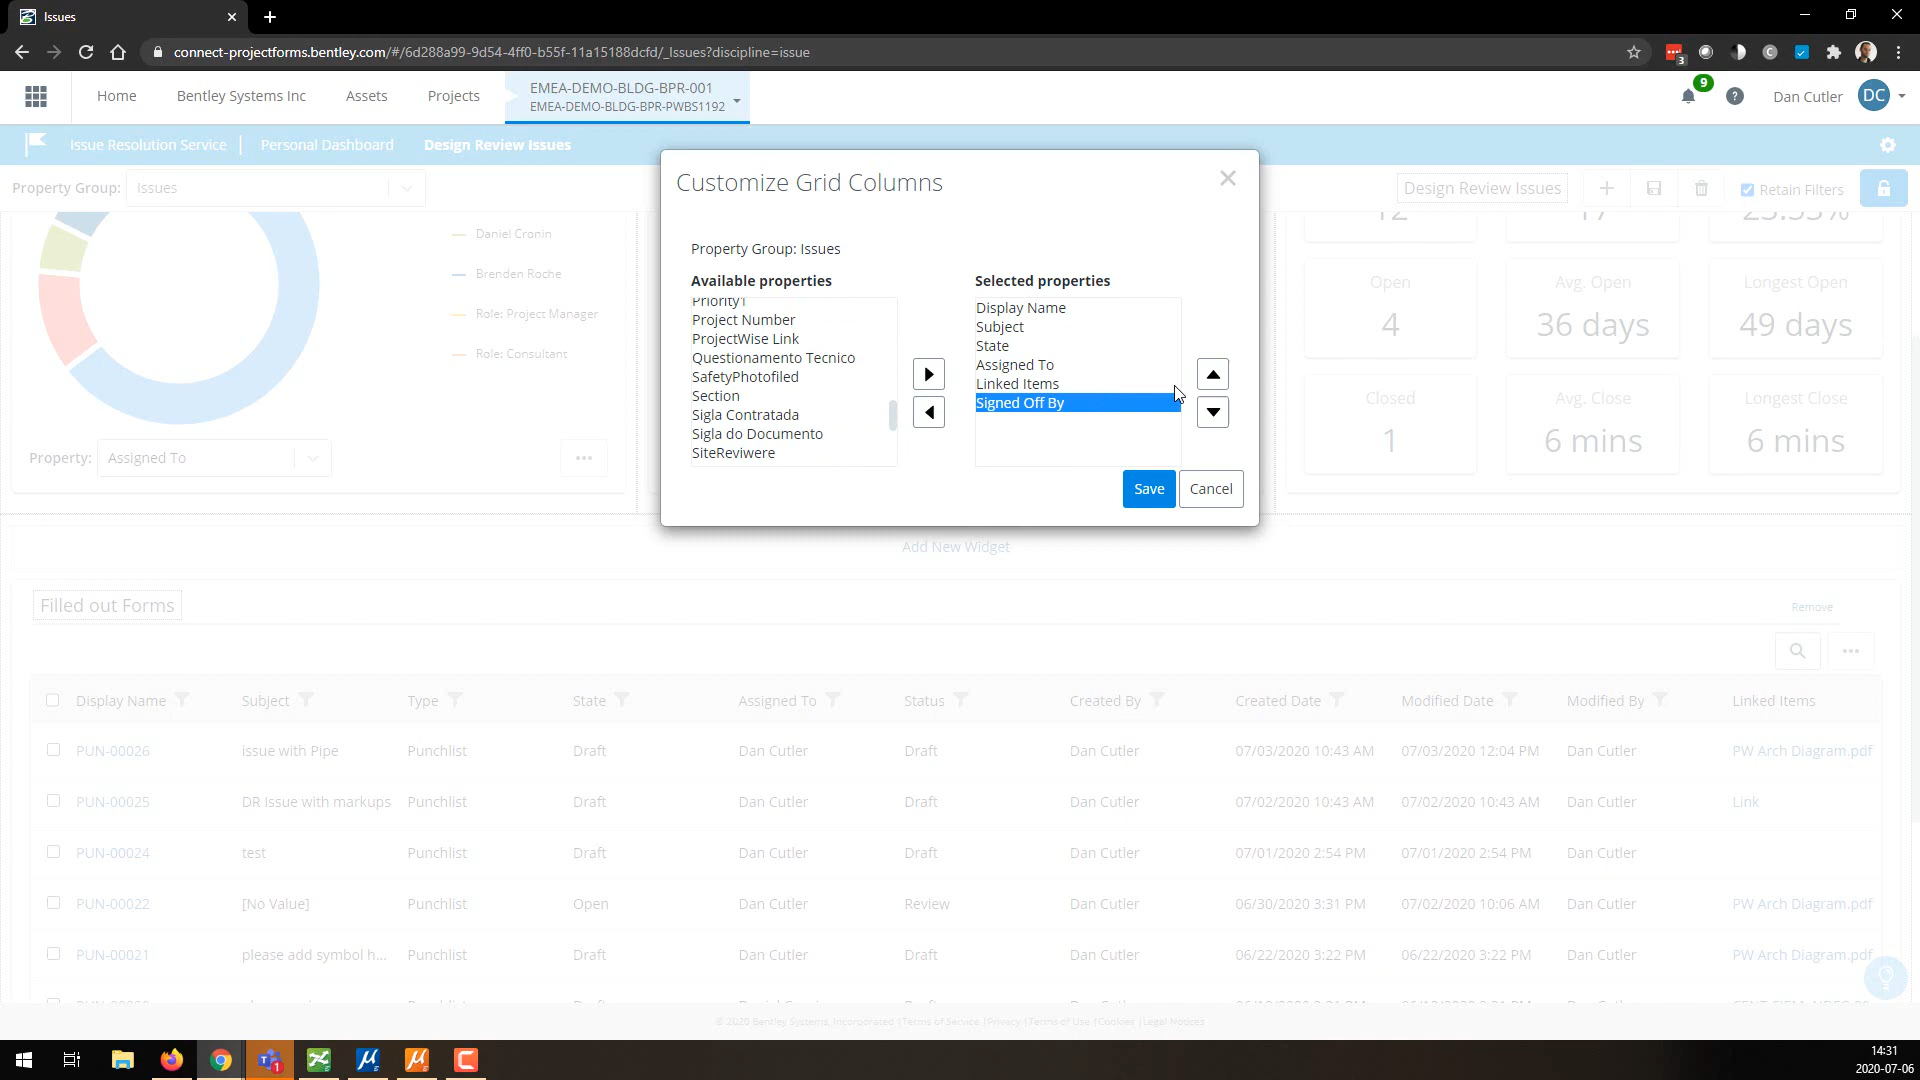 Issues
connect-projectforms.bentley.com/#/6d288a99-9d54-4ff0-b55f-11a15188dcfd/_Issues?discipline=issue
3
Home
Bentley Systems Inc
Assets
Projects
EMEA-DEMO-BLDG-BPR-001
EMEA-DEMO-BLDG-BPR-PWBS1192
9
Dan Cutler
DC
Issue Resolution Service
Personal Dashboard
Design Review Issues
Property Group: Issues
Design Review Issues
Retain Filters
Daniel Cronin
Brenden Roche
Role: Project Manager
Role: Consultant
Property: Assigned To
Customize Grid Columns
Property Group: Issues
Available properties
Priority1
Project Number
ProjectWise Link
Questionamento Tecnico
SafetyPhotofiled
Section
Sigla Contratada
Sigla do Documento
SiteReviwere
Selected properties
Display Name
Subject
State
Assigned To
Linked Items
Signed Off By
Save
Cancel
12 17 23.53%
Open Avg. Open Longest Open
4 36 days 49 days
Closed Avg. Close Longest Close
1 6 mins 6 mins
Add New Widget
Filled out Forms
Remove
Display Name Subject Type State Assigned To Status Created By Created Date Modified Date Modified By Linked Items
PUN-00026 issue with Pipe Punchlist Draft Dan Cutler Draft Dan Cutler 07/03/2020 10:43 AM 07/03/2020 12:04 PM Dan Cutler PW Arch Diagram.pdf
PUN-00025 DR Issue with markups Punchlist Draft Dan Cutler Draft Dan Cutler 07/02/2020 10:43 AM 07/02/2020 10:43 AM Dan Cutler Link
PUN-00024 test Punchlist Draft Dan Cutler Draft Dan Cutler 07/01/2020 2:54 PM 07/01/2020 2:54 PM Dan Cutler
PUN-00022 [No Value] Punchlist Open Dan Cutler Review Dan Cutler 06/30/2020 3:31 PM 07/02/2020 10:06 AM Dan Cutler PW Arch Diagram.pdf
PUN-00021 please add symbol h... Punchlist Draft Dan Cutler Draft Dan Cutler 06/22/2020 3:22 PM 06/22/2020 3:22 PM Dan Cutler PW Arch Diagram.pdf
© 2020 Bentley Systems, Incorporated |Terms of Service |Privacy |Terms of Use |Cookies |Legal Notices
1
14:31
2020-07-06